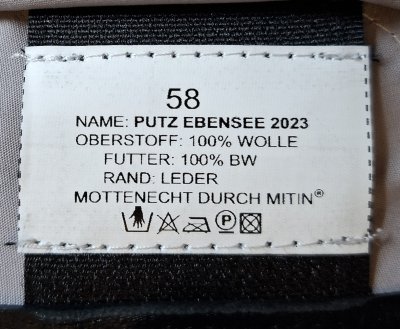 58
NAME: PUTZ EBENSEE 2023
OBERSTOFF: 100% WOLLE
FUTTER: 100% BW
RAND: LEDER
MOTTENECHT DURCH MITIN®
P